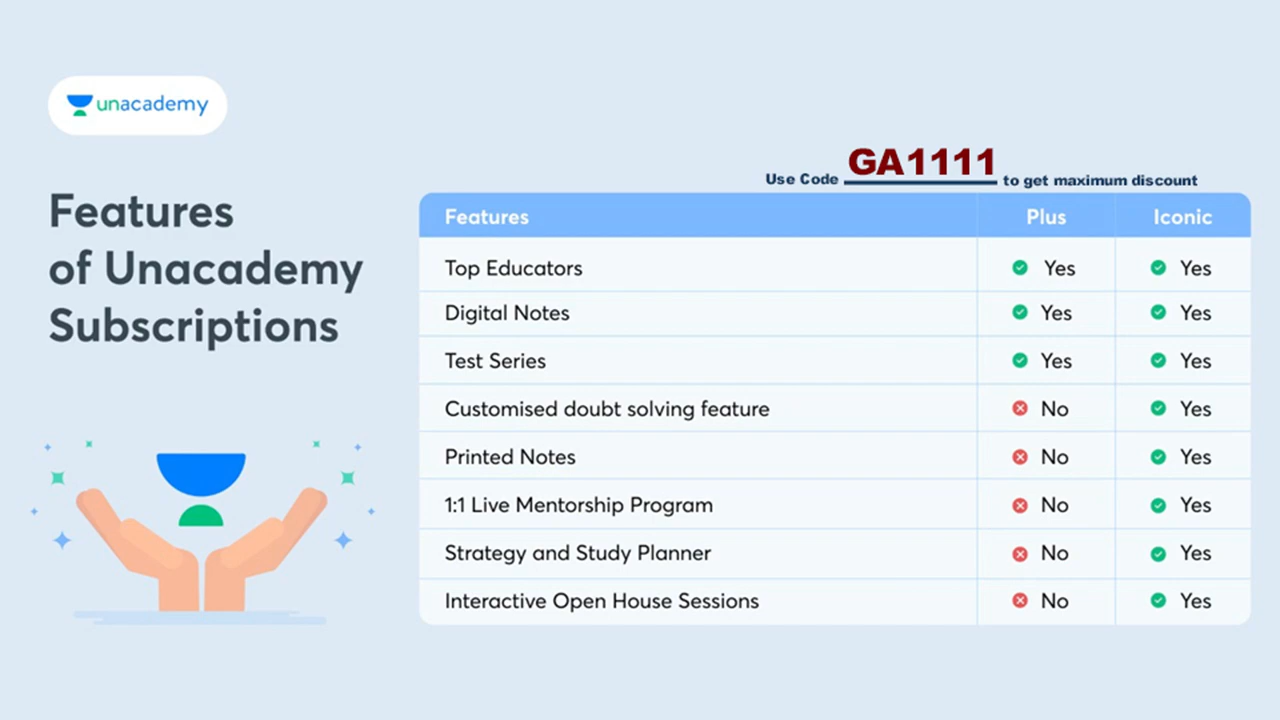 unacademy
Features
of Unacademy
Subscriptions
Use Code GA1111 to get maximum discount
Features Plus Iconic
Top Educators Yes Yes
Digital Notes Yes Yes
Test Series Yes Yes
Customised doubt solving feature No Yes
Printed Notes No Yes
1:1 Live Mentorship Program No Yes
Strategy and Study Planner No Yes
Interactive Open House Sessions No Yes